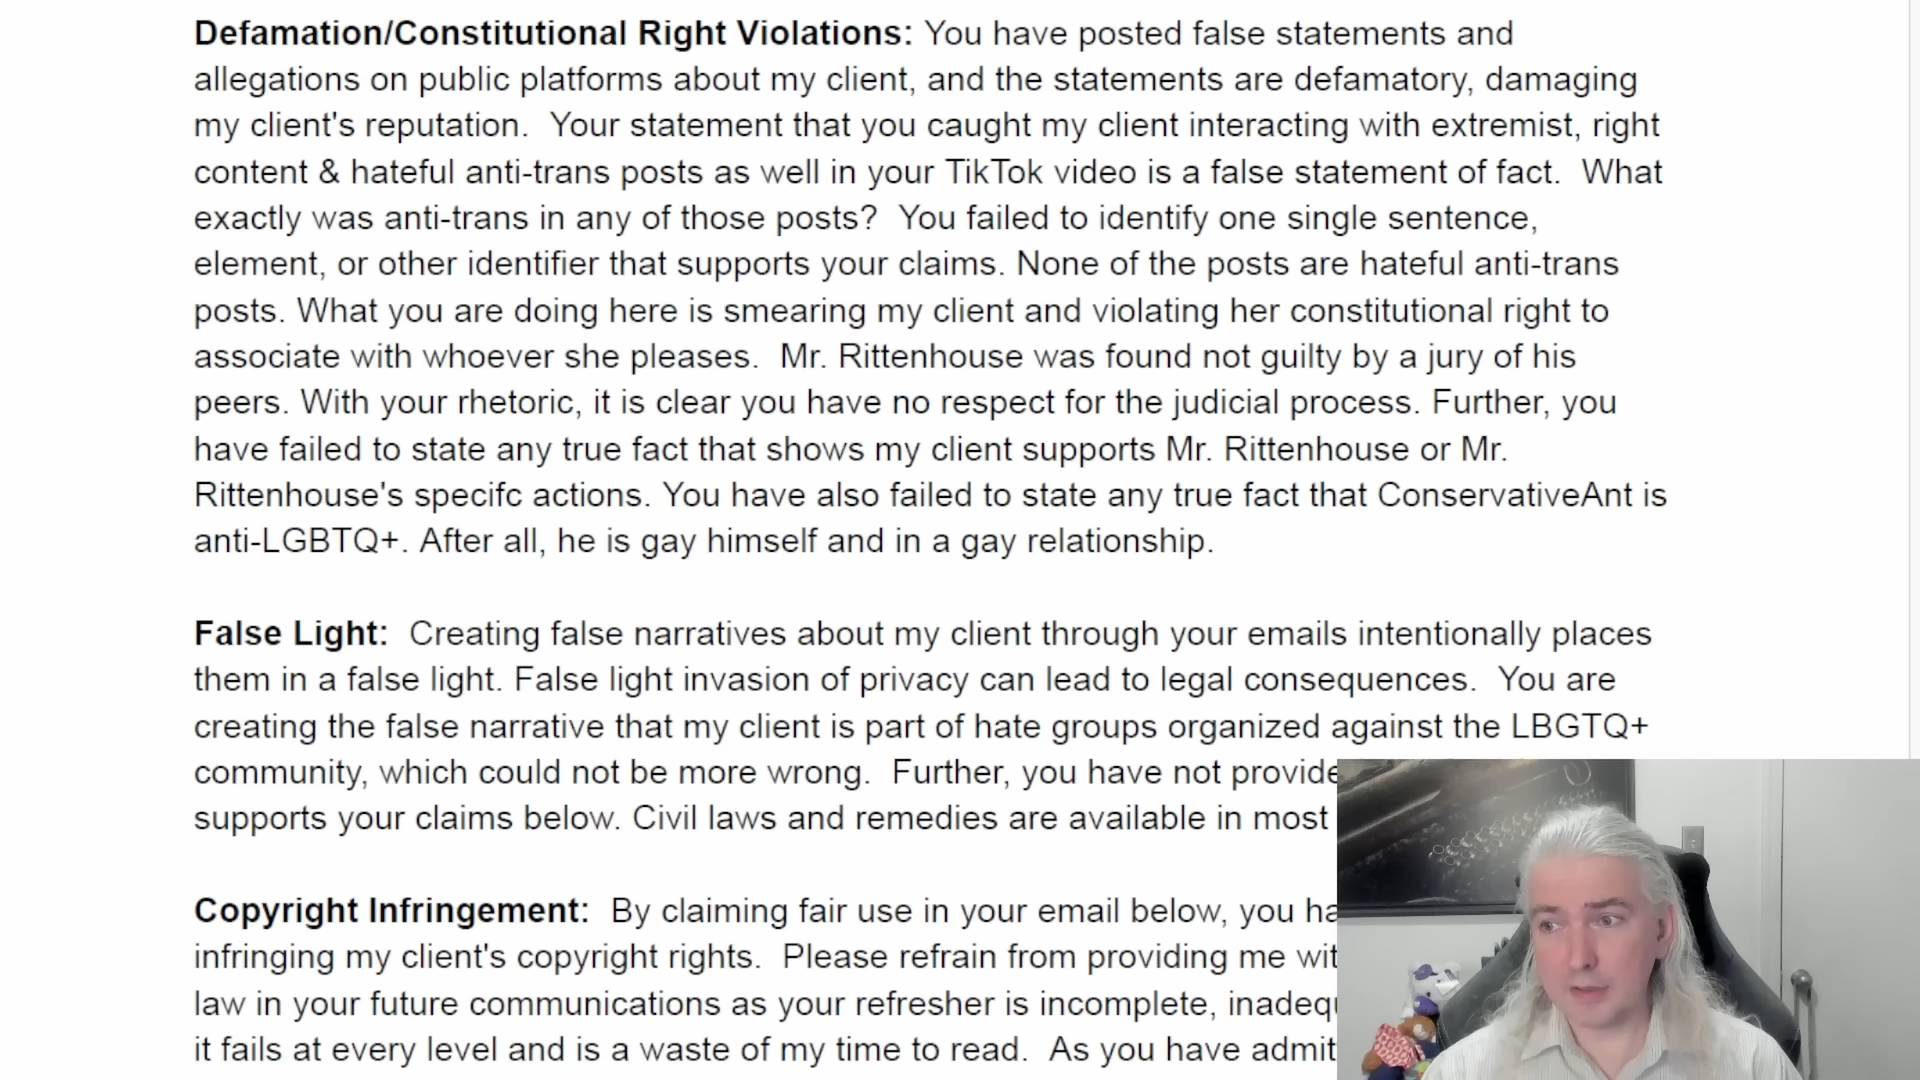 Defamation/Constitutional Right Violations: You have posted false statements and
allegations on public platforms about my client, and the statements are defamatory, damaging
my client's reputation.  Your statement that you caught my client interacting with extremist, right
content & hateful anti-trans posts as well in your TikTok video is a false statement of fact.  What
exactly was anti-trans in any of those posts?  You failed to identify one single sentence,
element, or other identifier that supports your claims. None of the posts are hateful anti-trans
posts. What you are doing here is smearing my client and violating her constitutional right to
associate with whoever she pleases.  Mr. Rittenhouse was found not guilty by a jury of his
peers. With your rhetoric, it is clear you have no respect for the judicial process. Further, you
have failed to state any true fact that shows my client supports Mr. Rittenhouse or Mr.
Rittenhouse's specifc actions. You have also failed to state any true fact that ConservativeAnt is
anti-LGBTQ+. After all, he is gay himself and in a gay relationship.
False Light:  Creating false narratives about my client through your emails intentionally places
them in a false light. False light invasion of privacy can lead to legal consequences.  You are
creating the false narrative that my client is part of hate groups organized against the LBGTQ+
community, which could not be more wrong.  Further, you have not provide
supports your claims below. Civil laws and remedies are available in most
Copyright Infringement:  By claiming fair use in your email below, you ha
infringing my client's copyright rights.  Please refrain from providing me wit
law in your future communications as your refresher is incomplete, inadeq
it fails at every level and is a waste of my time to read.  As you have admit